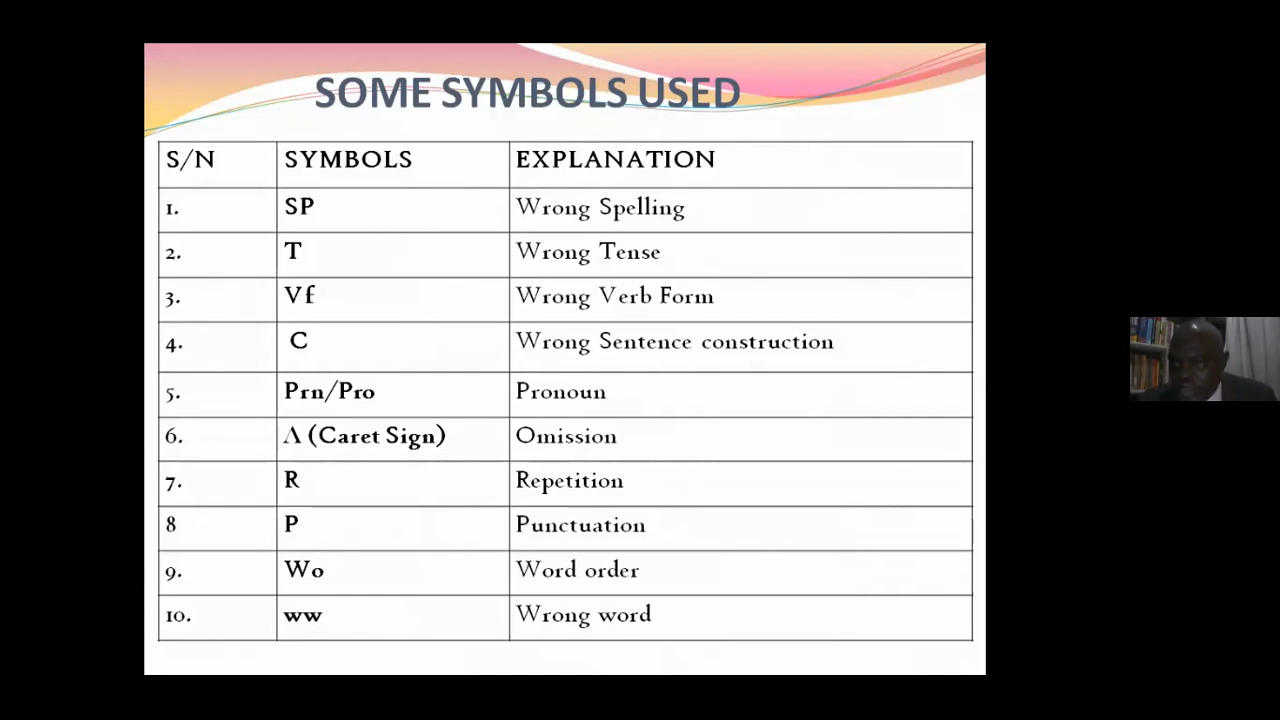 SOME SYMBOLS USED
S/N SYMBOLS EXPLANATION
1. SP Wrong Spelling
2. T Wrong Tense
3. Vf Wrong Verb Form
4. C Wrong Sentence construction
5. Prn/Pro Pronoun
6. Λ (Caret Sign) Omission
7. R Repetition
8 P Punctuation
9. Wo Word order
10. ww Wrong word